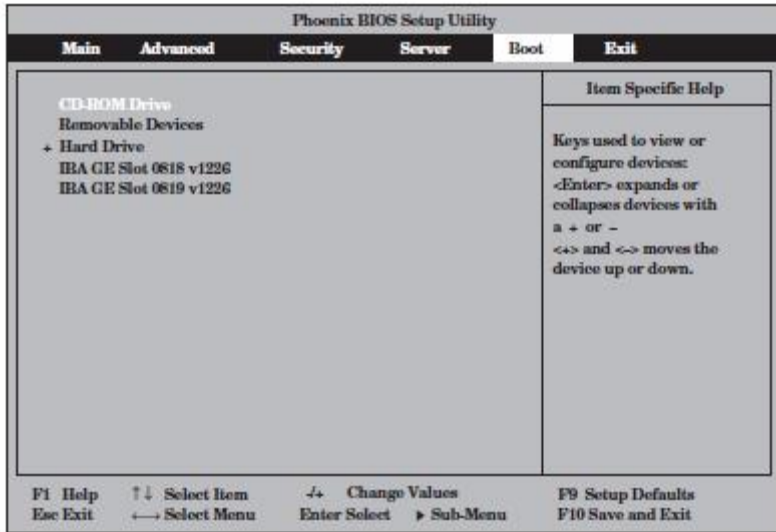 Phoenix BIOS Setup Utility
Main Advanced Security Server Boot Exit
CD-ROM Drive
Removable Devices
+ Hard Drive
IBA GE Slot 0818 v1226
IBA GE Slot 0819 v1226
Item Specific Help
Keys used to view or
configure devices:
<Enter> expands or
collapses devices with
a + or –
<+> and <-> moves the
device up or down.
F1 Help ↑↓ Select Item -/+ Change Values F9 Setup Defaults
Esc Exit ←→ Select Menu Enter Select ▶ Sub-Menu F10 Save and Exit